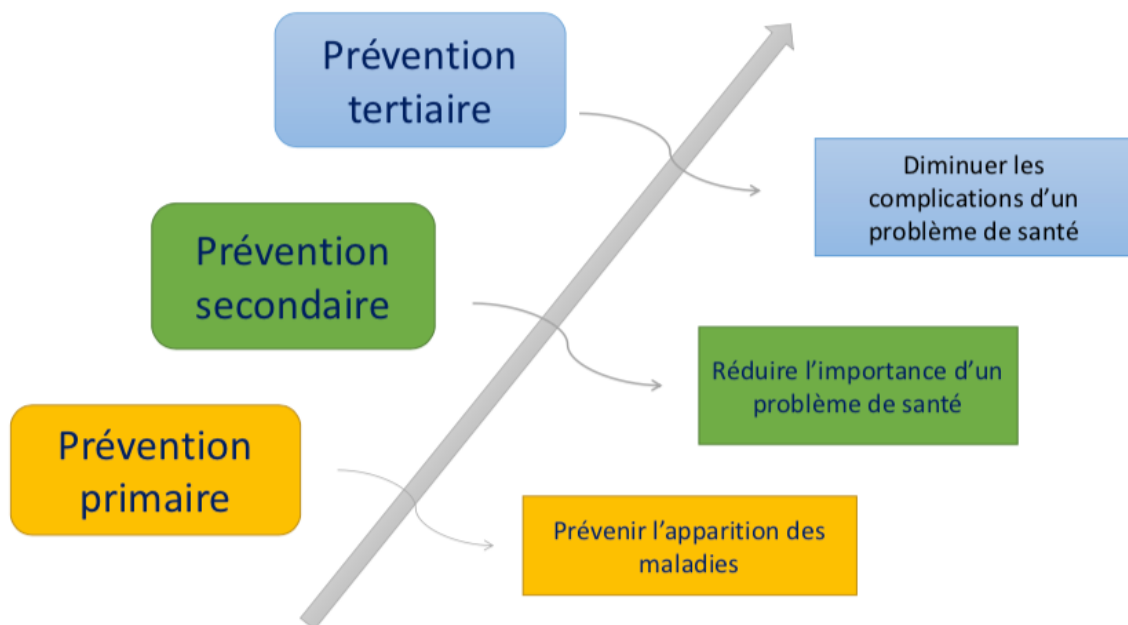 Prévention
tertiaire
Diminuer les
complications d’un
problème de santé
Prévention
secondaire
Réduire l’importance d’un
problème de santé
Prévention
primaire
Prévenir l’apparition des
maladies